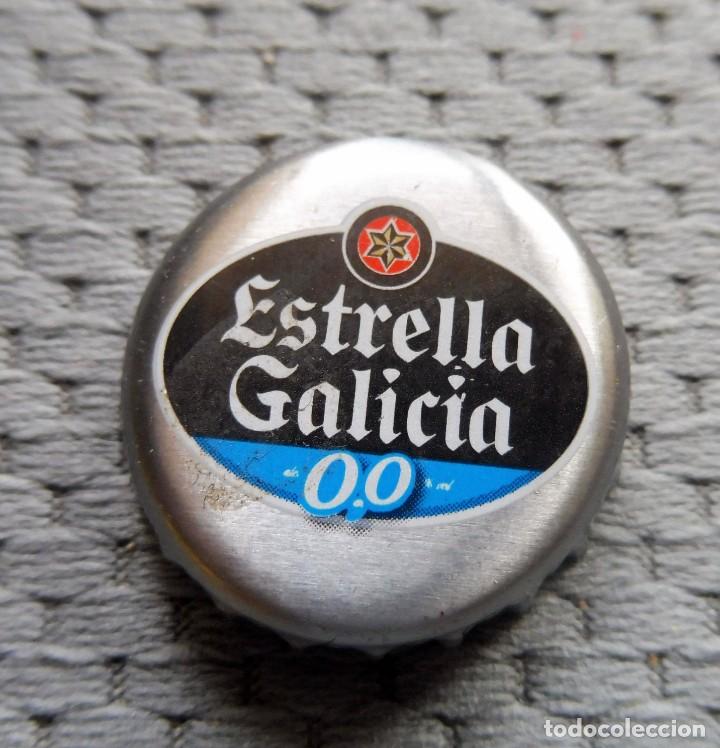 Estrella
Galicia
0,0
todocoleccion